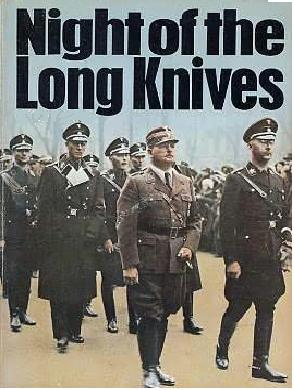 Night of the
Long Knives